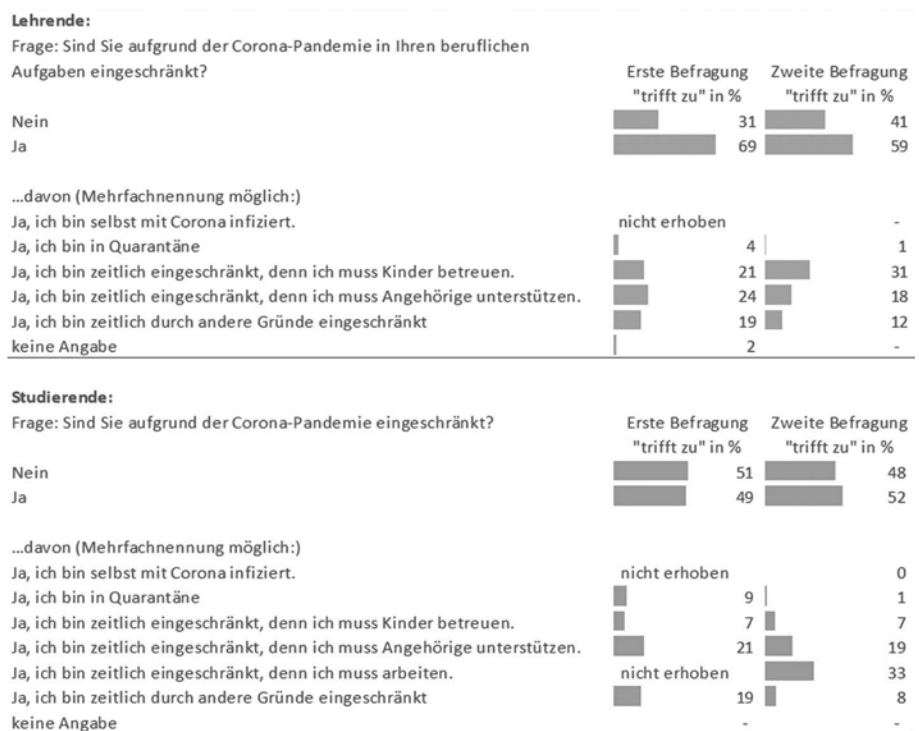 Lehrende:
Frage: Sind Sie aufgrund der Corona-Pandemie in Ihren beruflichen
Aufgaben eingeschränkt? Erste Befragung Zweite Befragung
"trifft zu" in % "trifft zu" in %
Nein 31 41
Ja 69 59
...davon (Mehrfachnennung möglich:)
Ja, ich bin selbst mit Corona infiziert. nicht erhoben -
Ja, ich bin in Quarantäne 4 1
Ja, ich bin zeitlich eingeschränkt, denn ich muss Kinder betreuen. 21 31
Ja, ich bin zeitlich eingeschränkt, denn ich muss Angehörige unterstützen. 24 18
Ja, ich bin zeitlich durch andere Gründe eingeschränkt 19 12
keine Angabe 2 -
Studierende:
Frage: Sind Sie aufgrund der Corona-Pandemie eingeschränkt? Erste Befragung Zweite Befragung
"trifft zu" in % "trifft zu" in %
Nein 51 48
Ja 49 52
...davon (Mehrfachnennung möglich:)
Ja, ich bin selbst mit Corona infiziert. nicht erhoben 0
Ja, ich bin in Quarantäne 9 1
Ja, ich bin zeitlich eingeschränkt, denn ich muss Kinder betreuen. 7 7
Ja, ich bin zeitlich eingeschränkt, denn ich muss Angehörige unterstützen. 21 19
Ja, ich bin zeitlich eingeschränkt, denn ich muss arbeiten. nicht erhoben 33
Ja, ich bin zeitlich durch andere Gründe eingeschränkt 19 8
keine Angabe - -